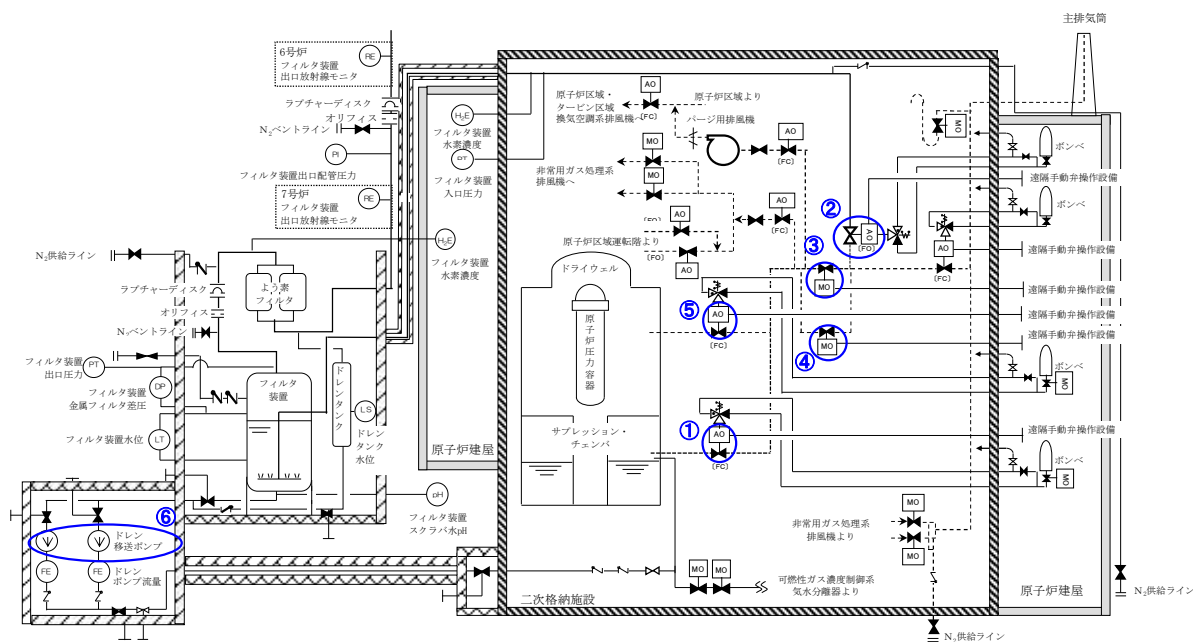 主排気筒
6号炉
フィルタ装置
出口放射線モニタ
RE
ラプチャーディスク
オリフィス
N₂ベントライン
PI
フィルタ装置出口配管圧力
7号炉
フィルタ装置
出口放射線モニタ
RE
H₂E
フィルタ装置
水素濃度
PT
フィルタ装置
入口圧力
H₂E
フィルタ装置
水素濃度
原子炉建屋
原子炉区域・
タービン区域
換気空調系排風機へ
AO
(FC)
原子炉区域より
パージ用排風機
AO
(FC)
MO
MO
非常用ガス処理系
排風機へ
AO
(FC)
AO
原子炉区域運転階より
(FO)
AO
②
AO
(FO)
③
MO
④
MO
⑤
AO
(FC)
①
AO
(FC)
AO
(FC)
MO
ボンベ
遠隔手動弁操作設備
ボンベ
遠隔手動弁操作設備
遠隔手動弁操作設備
遠隔手動弁操作設備
遠隔手動弁操作設備
ボンベ
MO
遠隔手動弁操作設備
ボンベ
MO
ドライウェル
原子炉圧力容器
サプレッション・
チェンバ
N₂供給ライン
ラプチャーディスク
オリフィス
N₂ベントライン
よう素
フィルタ
PT
フィルタ装置
出口圧力
DP
フィルタ装置
金属フィルタ差圧
LT
フィルタ装置水位
フィルタ
装置
ドレンタンク
LS
ドレン
タンク
水位
pH
フィルタ装置
スクラバ水pH
⑥
ドレン
移送ポンプ
FE
FE
ドレン
ポンプ流量
二次格納施設
MO
MO
可燃性ガス濃度制御系
気水分離器より
非常用ガス処理系
排風機より
MO
MO
N₂供給ライン
原子炉建屋
N₂供給ライン